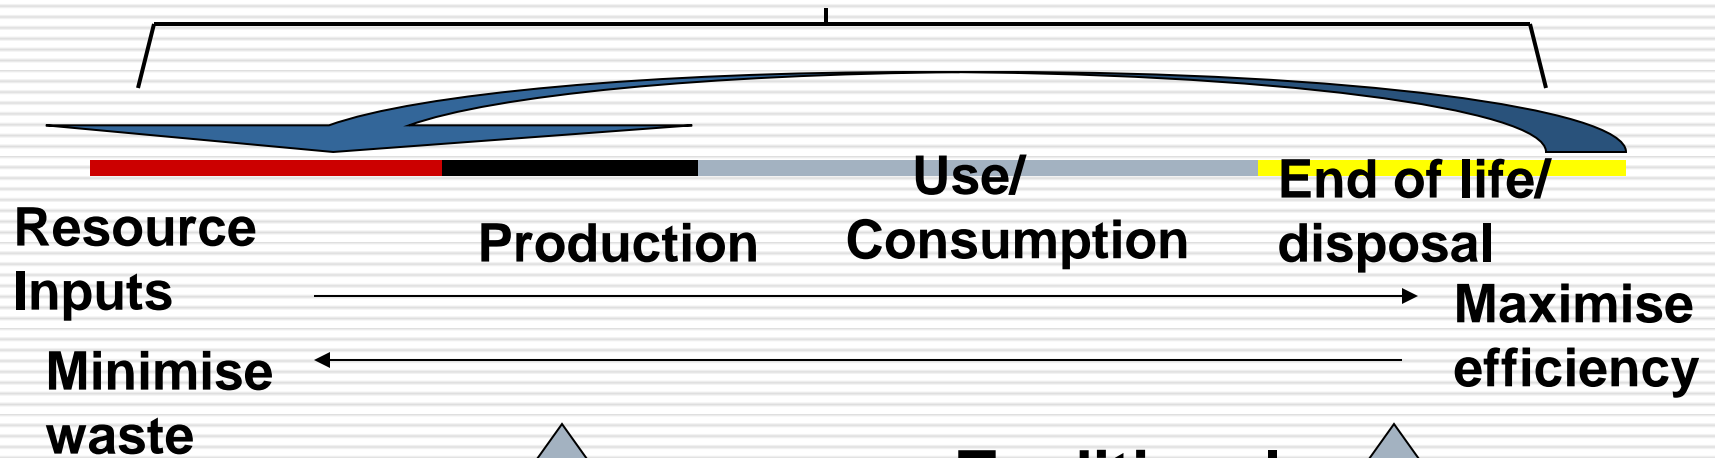 Use/
Consumption
End of life/
disposal
Resource
Inputs
Production
Maximise
efficiency
Minimise
waste